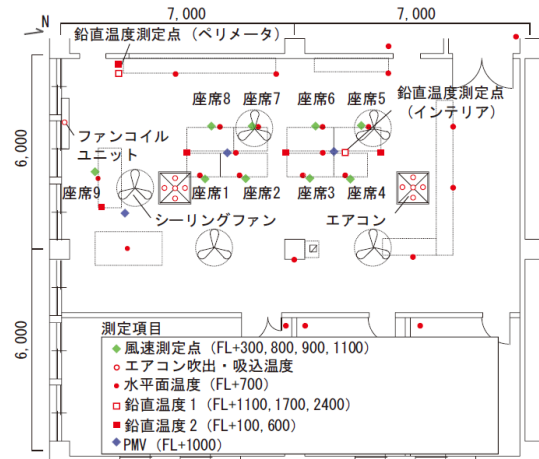 N
7,000
7,000
鉛直温度測定点（ペリメータ）
座席8
座席7
座席6
座席5
鉛直温度測定点
（インテリア）
6,000
ファンコイル
ユニット
座席9
座席1
座席2
座席3
座席4
シーリングファン
エアコン
6,000
測定項目
風速測定点（FL+300,800,900,1100）
エアコン吹出・吸込温度
水平面温度（FL+700）
鉛直温度1（FL+1100,1700,2400）
鉛直温度2（FL+100,600）
PMV（FL+1000）